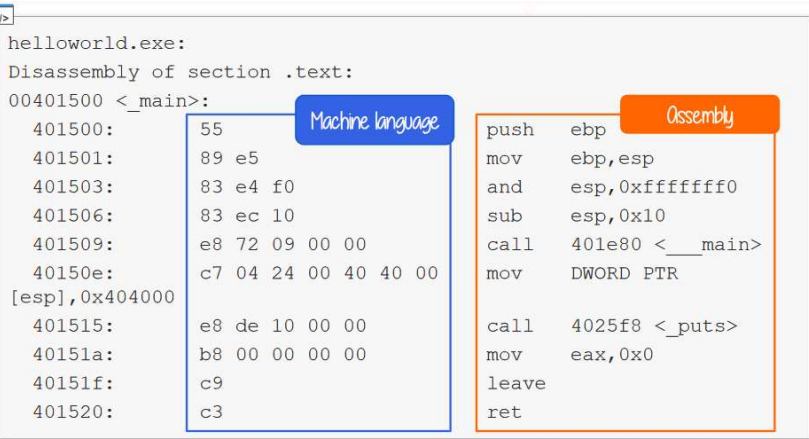 helloworld.exe:
Disassembly of section .text:
00401500 <_main>:
Machine language
Assembly
401500: 55 push ebp
401501: 89 e5 mov ebp,esp
401503: 83 e4 f0 and esp,0xfffffff0
401506: 83 ec 10 sub esp,0x10
401509: e8 72 09 00 00 call 401e80 <___main>
40150e: c7 04 24 00 40 40 00 mov DWORD PTR
[esp],0x404000
401515: e8 de 10 00 00 call 4025f8 <_puts>
40151a: b8 00 00 00 00 mov eax,0x0
40151f: c9 leave
401520: c3 ret